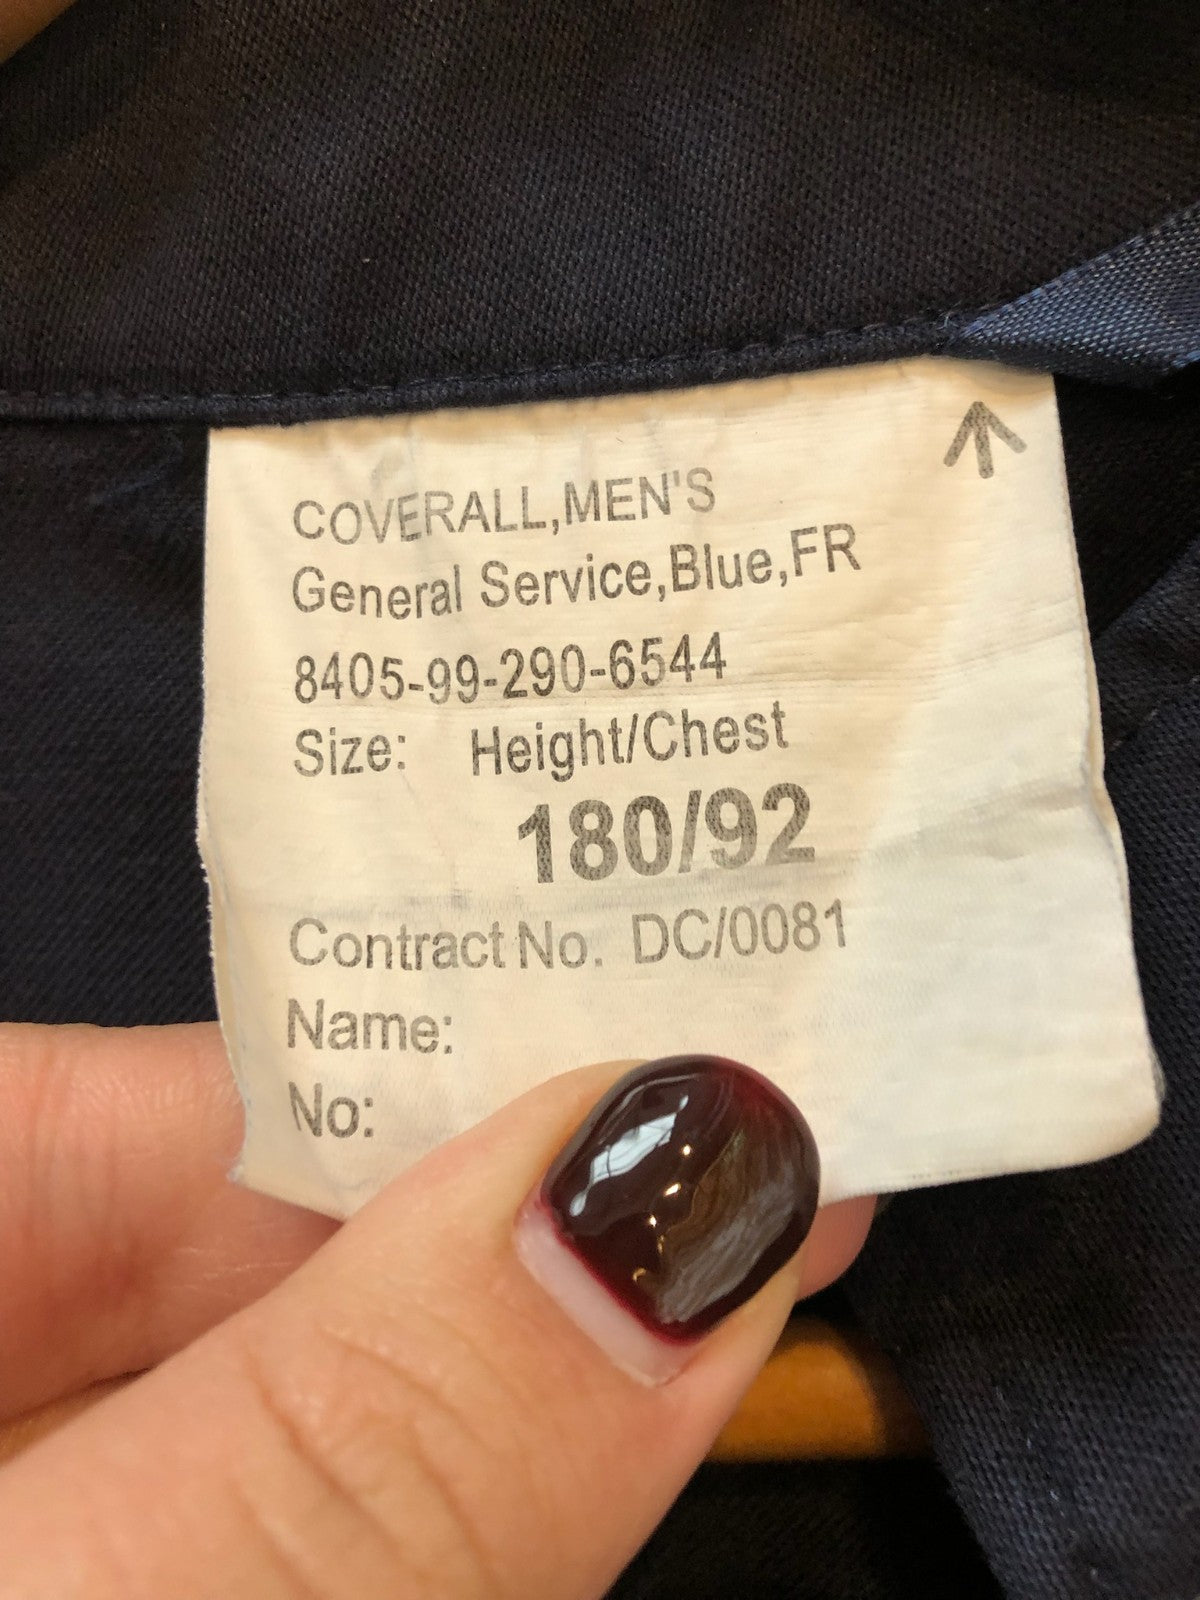 COVERALL,MEN'S
General Service,Blue,FR
8405-99-290-6544
Size: Height/Chest
180/92
Contract No. DC/0081
Name:
No: